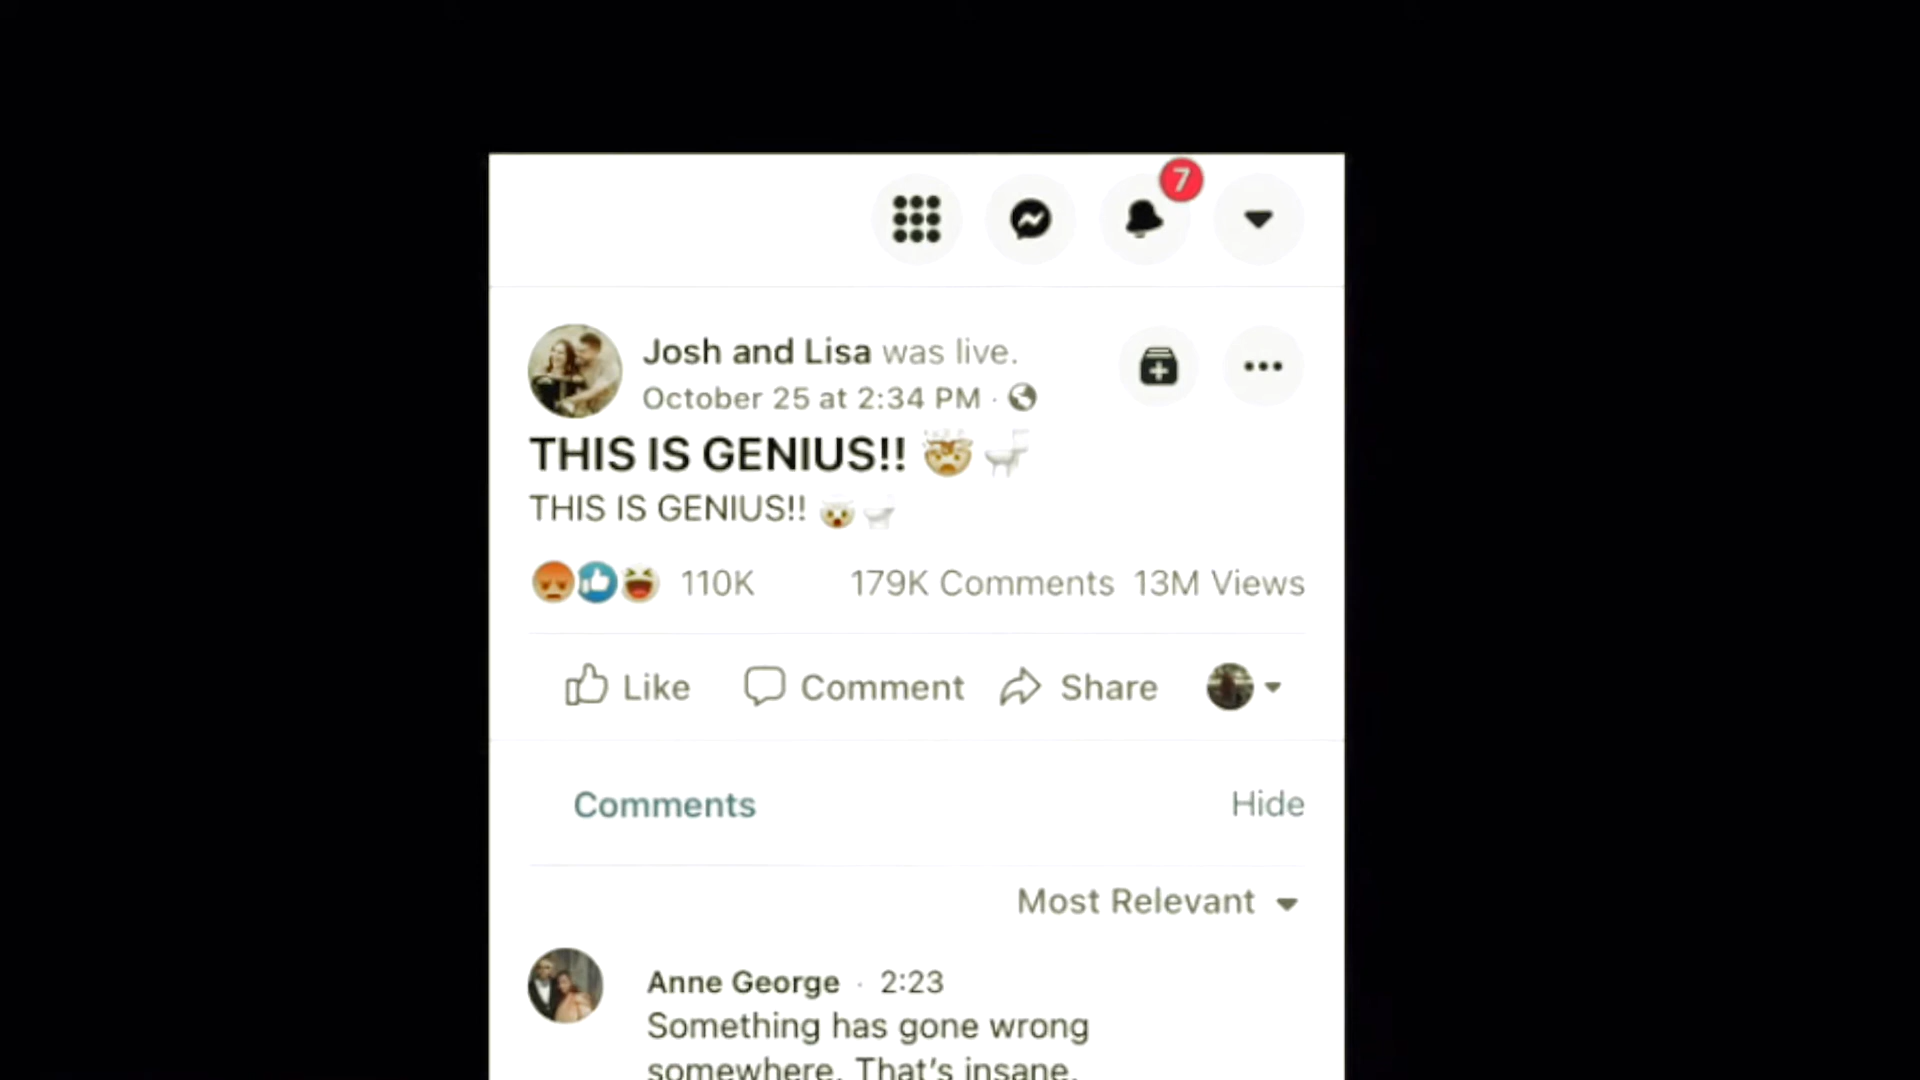 7
Josh and Lisa was live.
October 25 at 2:34 PM ·
THIS IS GENIUS!! 🤯🚽
THIS IS GENIUS!! 🤯🚽
110K 179K Comments 13M Views
Like Comment Share
Comments Hide
Most Relevant
Anne George · 2:23
Something has gone wrong
somewhere. That's insane.